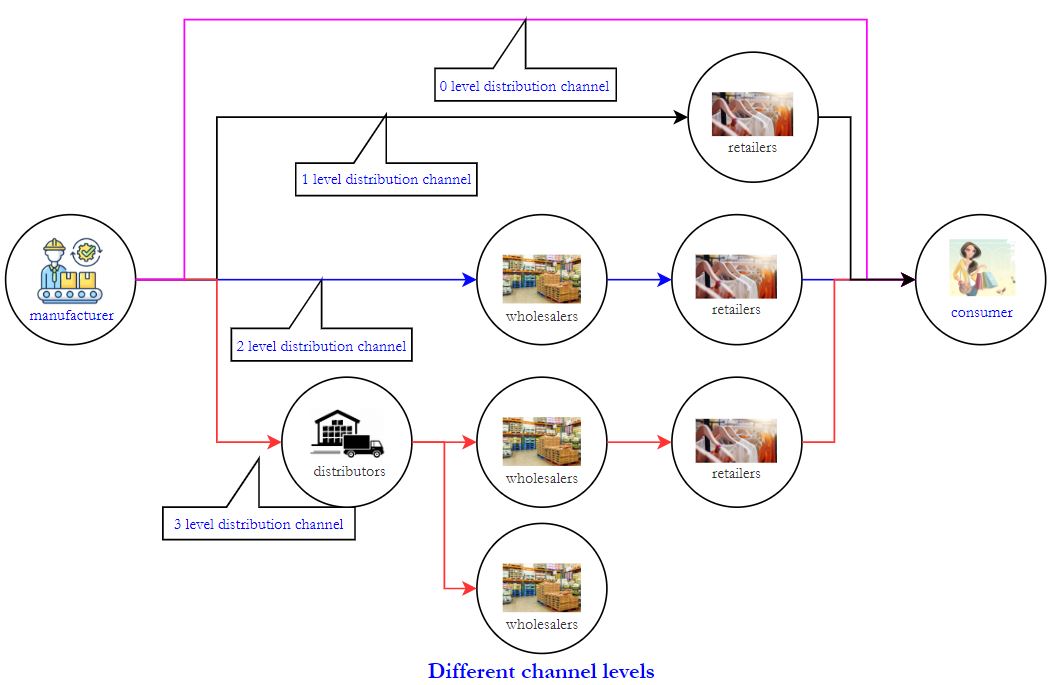 0 level distribution channel
retailers
1 level distribution channel
manufacturer
wholesalers
retailers
consumer
2 level distribution channel
distributors
wholesalers
retailers
3 level distribution channel
wholesalers
Different channel levels